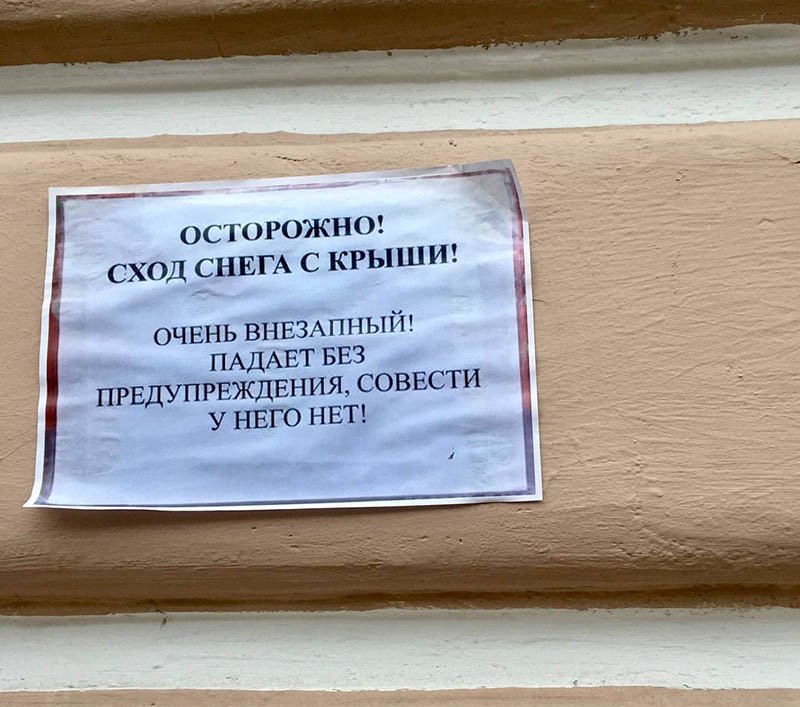 ОСТОРОЖНО!
СХОД СНЕГА С КРЫШИ!
ОЧЕНЬ ВНЕЗАПНЫЙ!
ПАДАЕТ БЕЗ
ПРЕДУПРЕЖДЕНИЯ, СОВЕСТИ
У НЕГО НЕТ!